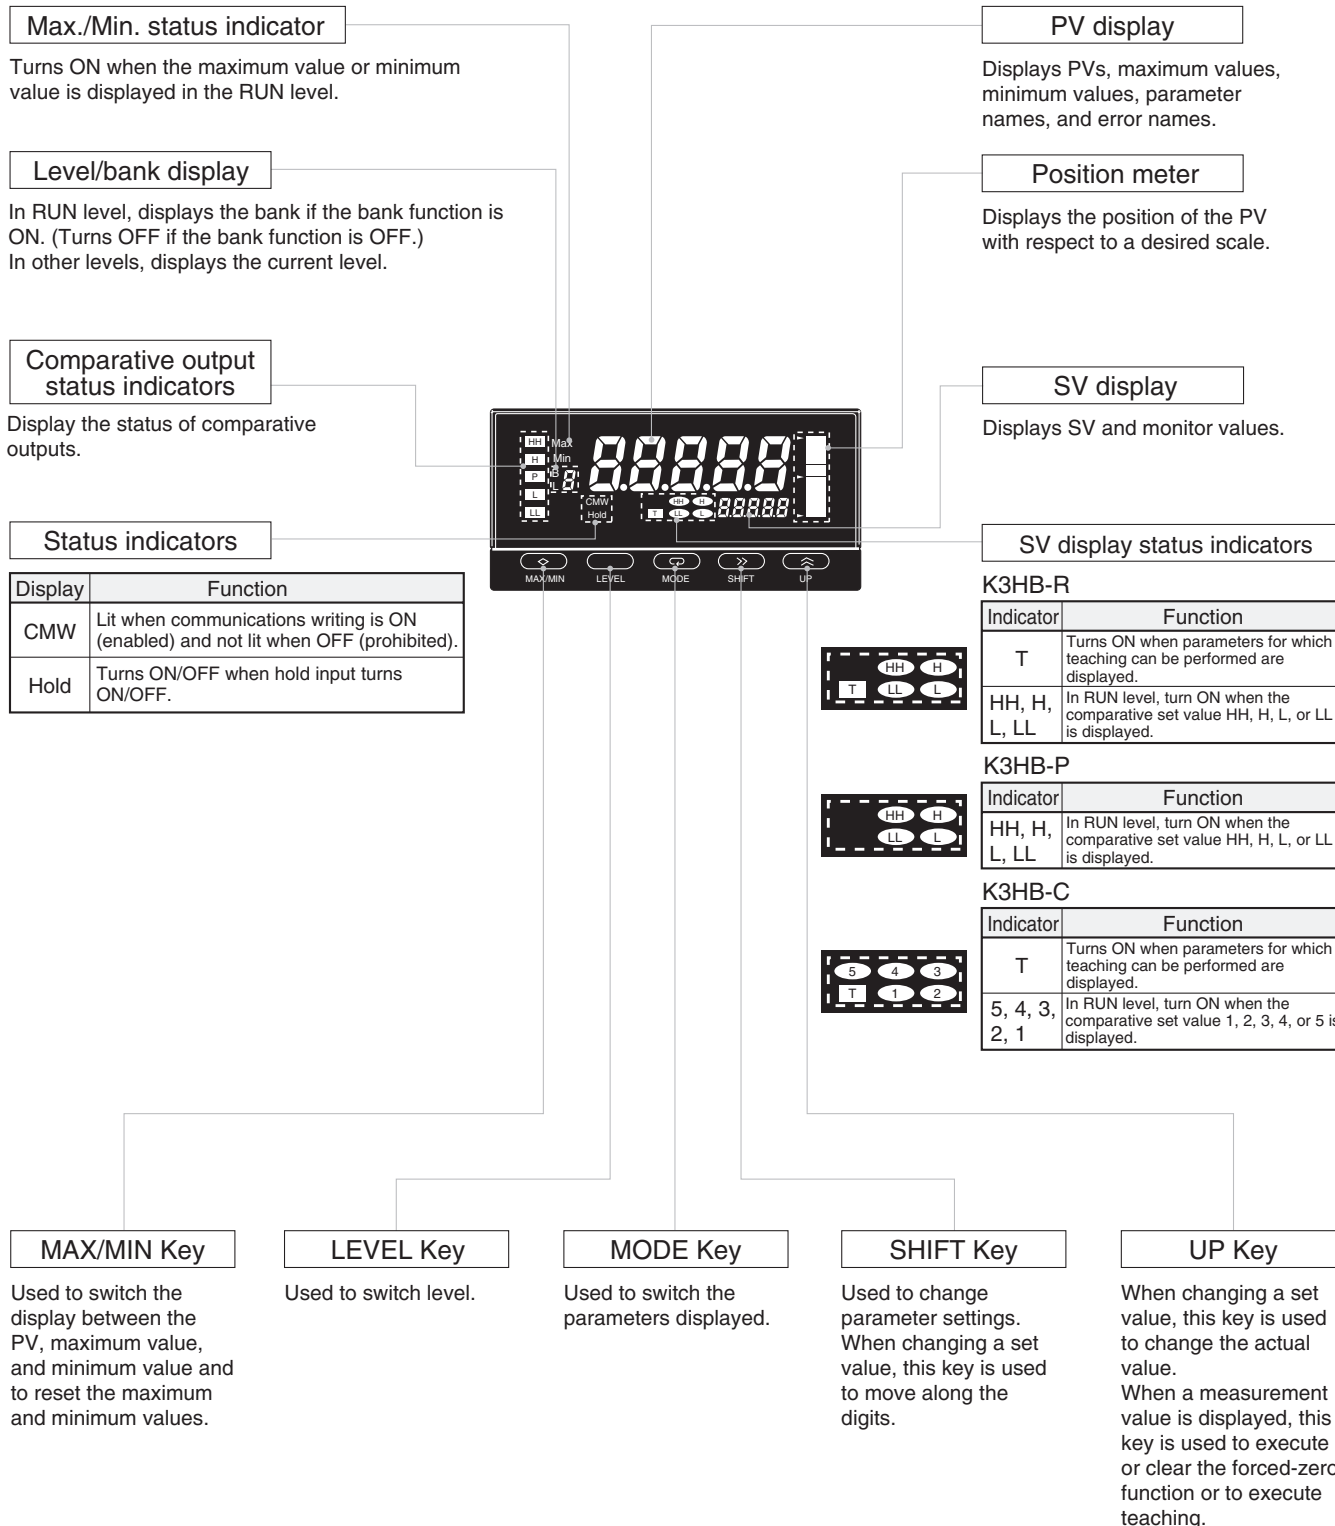 Max./Min. status indicator
Turns ON when the maximum value or minimum
value is displayed in the RUN level.
Level/bank display
In RUN level, displays the bank if the bank function is
ON. (Turns OFF if the bank function is OFF.)
In other levels, displays the current level.
Comparative output
status indicators
Display the status of comparative
outputs.
Status indicators
Display Function
CMW Lit when communications writing is ON
(enabled) and not lit when OFF (prohibited).
Hold Turns ON/OFF when hold input turns
ON/OFF.
PV display
Displays PVs, maximum values,
minimum values, parameter
names, and error names.
Position meter
Displays the position of the PV
with respect to a desired scale.
SV display
Displays SV and monitor values.
HH Max
H Min
P B 8
L L
LL
88888
CMW
Hold
HH H
T LL L
88888
MAX/MIN LEVEL MODE SHIFT UP
SV display status indicators
K3HB-R
HH H
T LL L
Indicator Function
T Turns ON when parameters for which
teaching can be performed are
displayed.
HH, H,
L, LL
In RUN level, turn ON when the
comparative set value HH, H, L, or LL
is displayed.
K3HB-P
HH H
LL L
Indicator Function
HH, H,
L, LL
In RUN level, turn ON when the
comparative set value HH, H, L, or LL
is displayed.
K3HB-C
5 4 3
T 1 2
Indicator Function
T Turns ON when parameters for which
teaching can be performed are
displayed.
5, 4, 3,
2, 1
In RUN level, turn ON when the
comparative set value 1, 2, 3, 4, or 5 is
displayed.
MAX/MIN Key
Used to switch the
display between the
PV, maximum value,
and minimum value and
to reset the maximum
and minimum values.
LEVEL Key
Used to switch level.
MODE Key
Used to switch the
parameters displayed.
SHIFT Key
Used to change
parameter settings.
When changing a set
value, this key is used
to move along the
digits.
UP Key
When changing a set
value, this key is used
to change the actual
value.
When a measurement
value is displayed, this
key is used to execute
or clear the forced-zero
function or to execute
teaching.